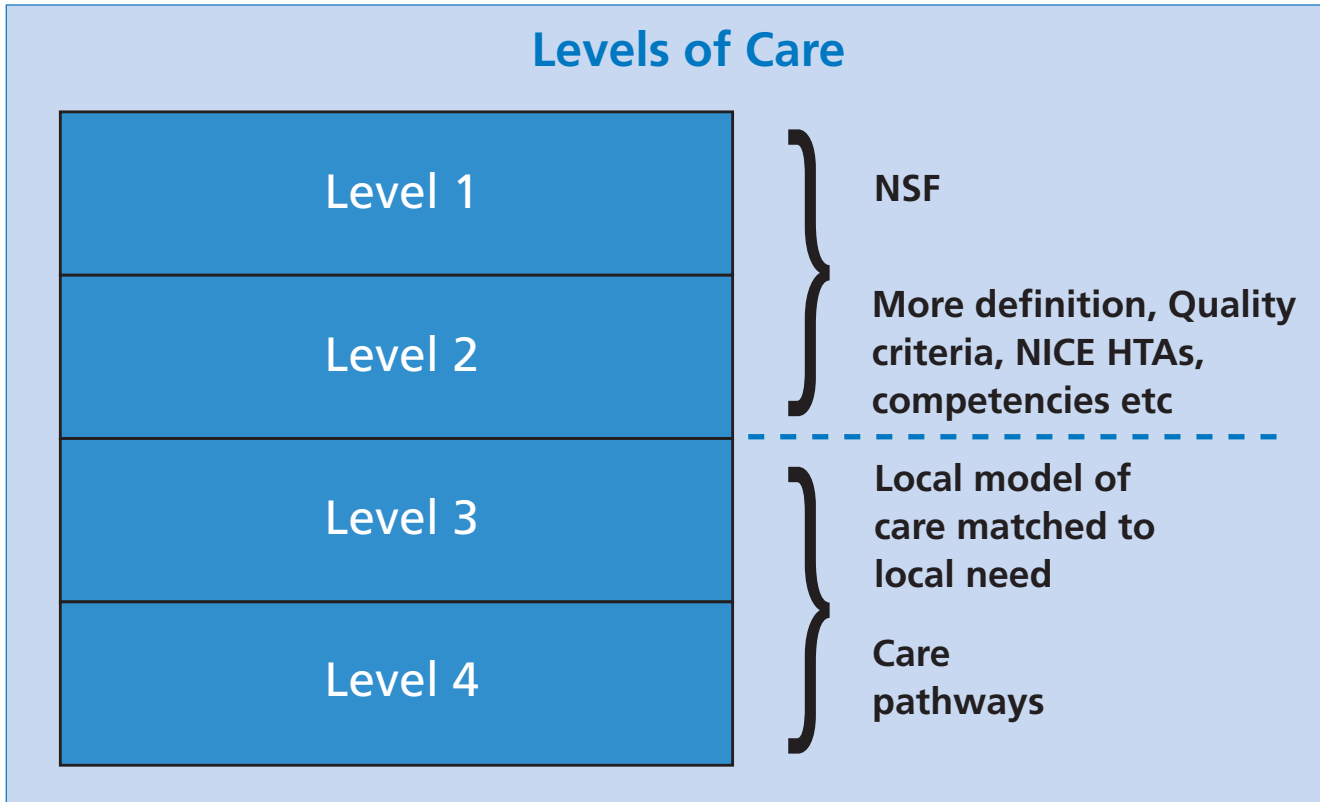 Levels of Care
Level 1
NSF
Level 2
More definition, Quality
criteria, NICE HTAs,
competencies etc
Level 3
Local model of
care matched to
local need
Level 4
Care
pathways